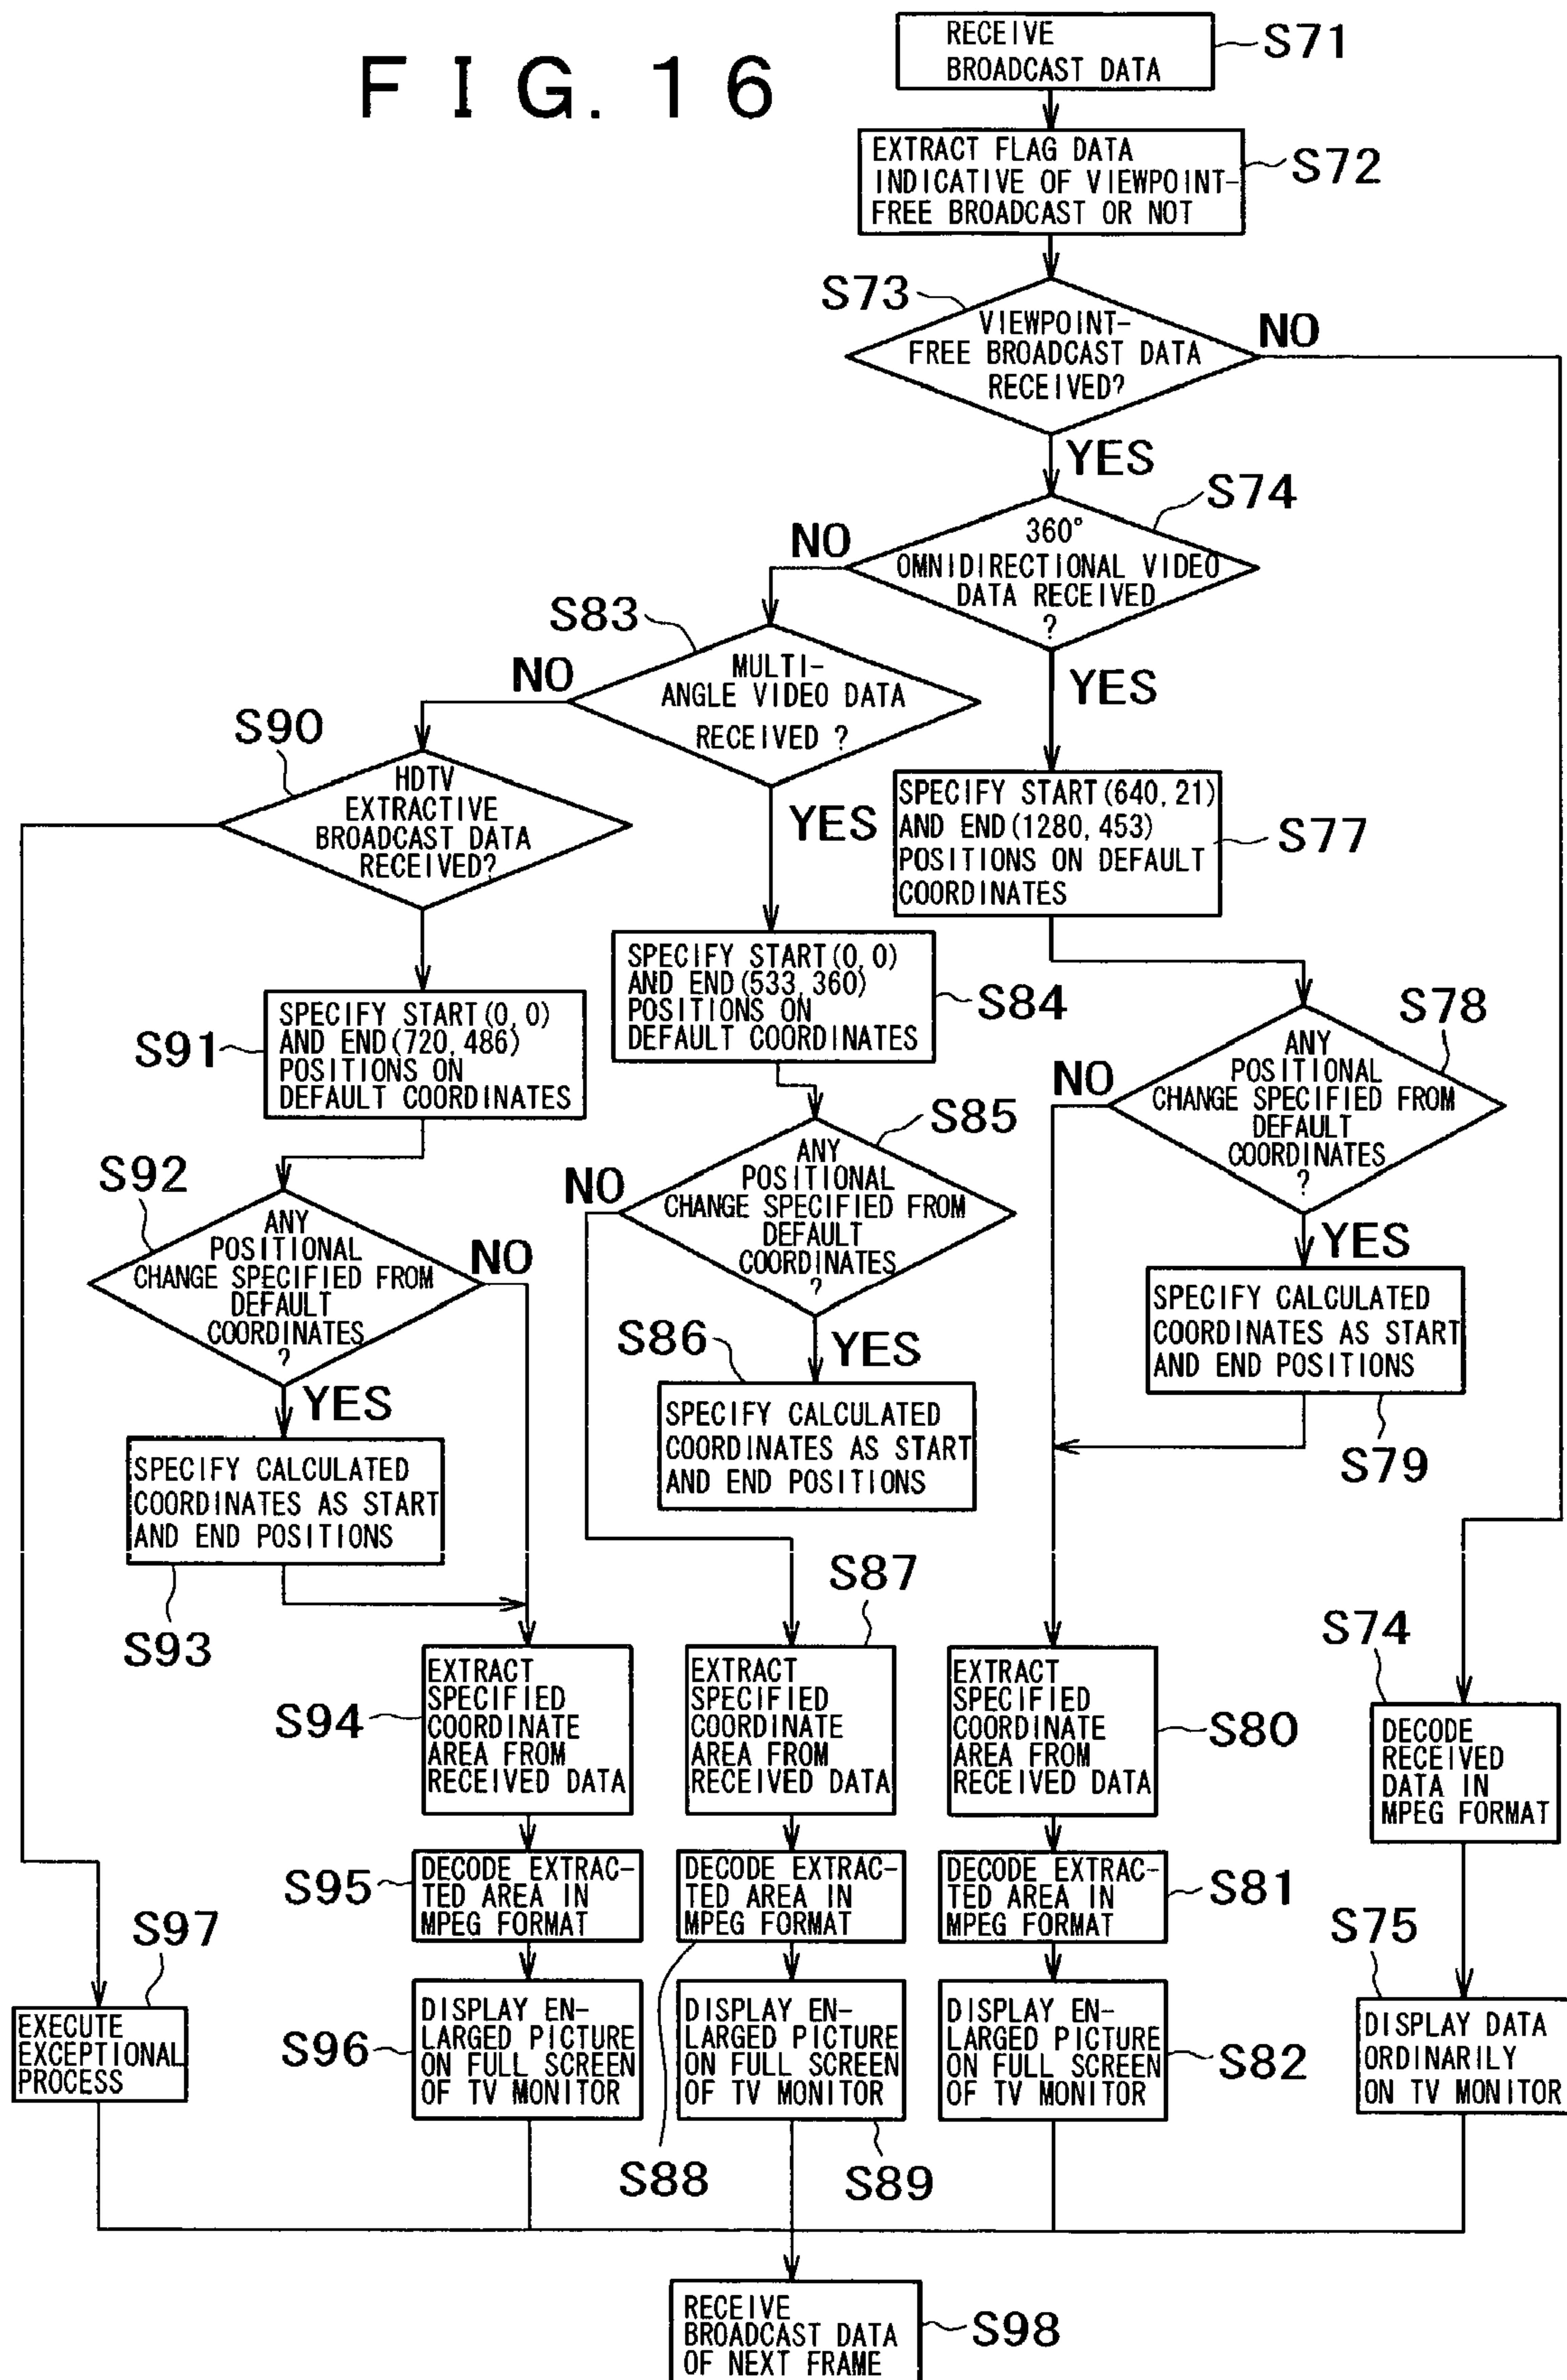 FIG. 16
RECEIVE
BROADCAST DATA
S71
EXTRACT FLAG DATA
INDICATIVE OF VIEWPOINT-
FREE BROADCAST OR NOT
S72
S73
VIEWPOINT-
FREE BROADCAST DATA
RECEIVED?
NO
YES
S74
360°
OMNIDIRECTIONAL VIDEO
DATA RECEIVED
?
NO
YES
S83
MULTI-
ANGLE VIDEO DATA
RECEIVED ?
NO
YES
S90
HDTV
EXTRACTIVE
BROADCAST DATA
RECEIVED?
SPECIFY START(640,21)
AND END(1280,453)
POSITIONS ON DEFAULT
COORDINATES
S77
SPECIFY START(0,0)
AND END(533,360)
POSITIONS ON
DEFAULT COORDINATES
S84
S91
SPECIFY START(0,0)
AND END(720,486)
POSITIONS ON
DEFAULT COORDINATES
S78
ANY
POSITIONAL
CHANGE SPECIFIED FROM
DEFAULT
COORDINATES
?
NO
YES
S85
ANY
POSITIONAL
CHANGE SPECIFIED FROM
DEFAULT
COORDINATES
?
NO
YES
S92
ANY
POSITIONAL
CHANGE SPECIFIED FROM
DEFAULT
COORDINATES
?
NO
YES
SPECIFY CALCULATED
COORDINATES AS START
AND END POSITIONS
S79
S86
SPECIFY CALCULATED
COORDINATES AS START
AND END POSITIONS
SPECIFY CALCULATED
COORDINATES AS START
AND END POSITIONS
S93
S94
EXTRACT
SPECIFIED
COORDINATE
AREA FROM
RECEIVED DATA
S87
EXTRACT
SPECIFIED
COORDINATE
AREA FROM
RECEIVED DATA
EXTRACT
SPECIFIED
COORDINATE
AREA FROM
RECEIVED DATA
S80
S74
DECODE
RECEIVED
DATA IN
MPEG FORMAT
S95
DECODE EXTRAC-
TED AREA IN
MPEG FORMAT
DECODE EXTRAC-
TED AREA IN
MPEG FORMAT
S88
DECODE EXTRAC-
TED AREA IN
MPEG FORMAT
S81
S75
DISPLAY DATA
ORDINARILY
ON TV MONITOR
S97
EXECUTE
EXCEPTIONAL
PROCESS
S96
DISPLAY EN-
LARGED PICTURE
ON FULL SCREEN
OF TV MONITOR
DISPLAY EN-
LARGED PICTURE
ON FULL SCREEN
OF TV MONITOR
S89
DISPLAY EN-
LARGED PICTURE
ON FULL SCREEN
OF TV MONITOR
S82
RECEIVE
BROADCAST DATA
OF NEXT FRAME
S98